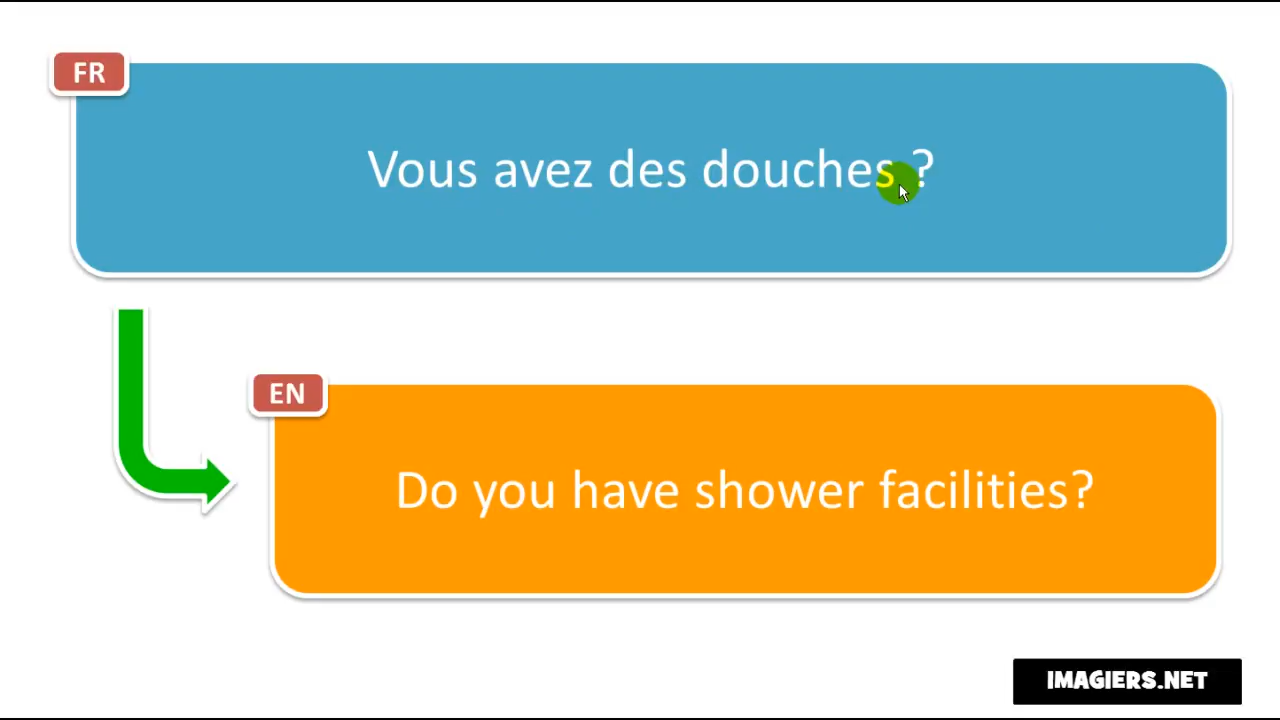 FR
Vous avez des douches ?
EN
Do you have shower facilities?
IMAGIERS.NET